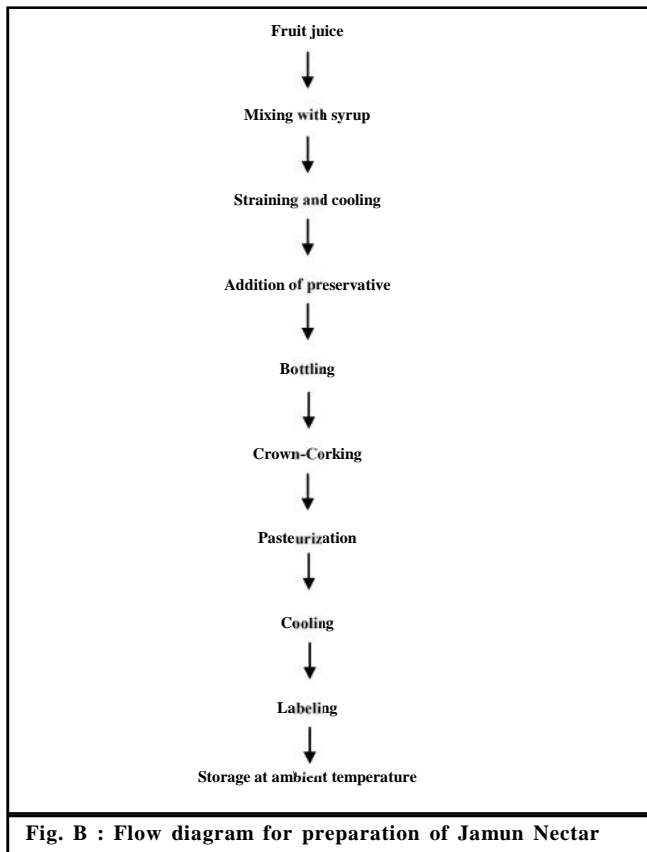 Fruit juice
Mixing with syrup
Straining and cooling
Addition of preservative
Bottling
Crown-Corking
Pasteurization
Cooling
Labeling
Storage at ambient temperature
Fig. B : Flow diagram for preparation of Jamun Nectar